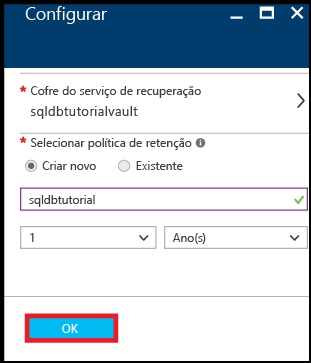 Configurar
* Cofre do serviço de recuperação
sqldbtutorialvault
* Selecionar política de retenção
Criar novo Existente
sqldbtutorial
1 Ano(s)
OK